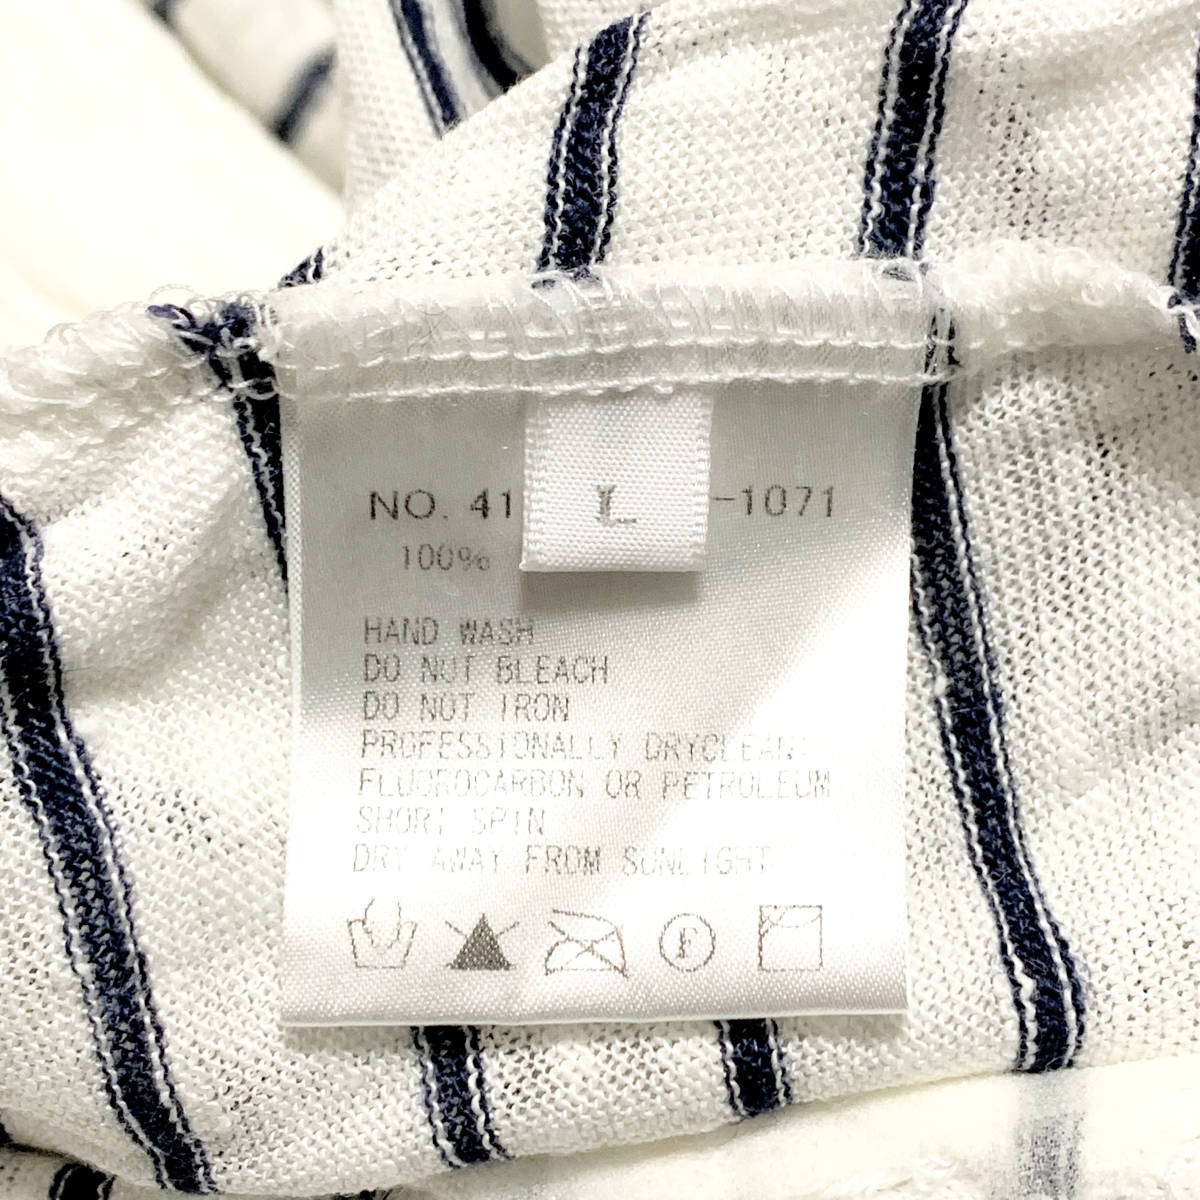 NO. 41 L -1071
100%
HAND WASH
DO NOT BLEACH
DO NOT IRON
PROFESSIONALLY DRYCLEAN:
FLUOROCARBON OR PETROLEUM
SHORT SPIN
DRY AWAY FROM SUNLIGHT
F